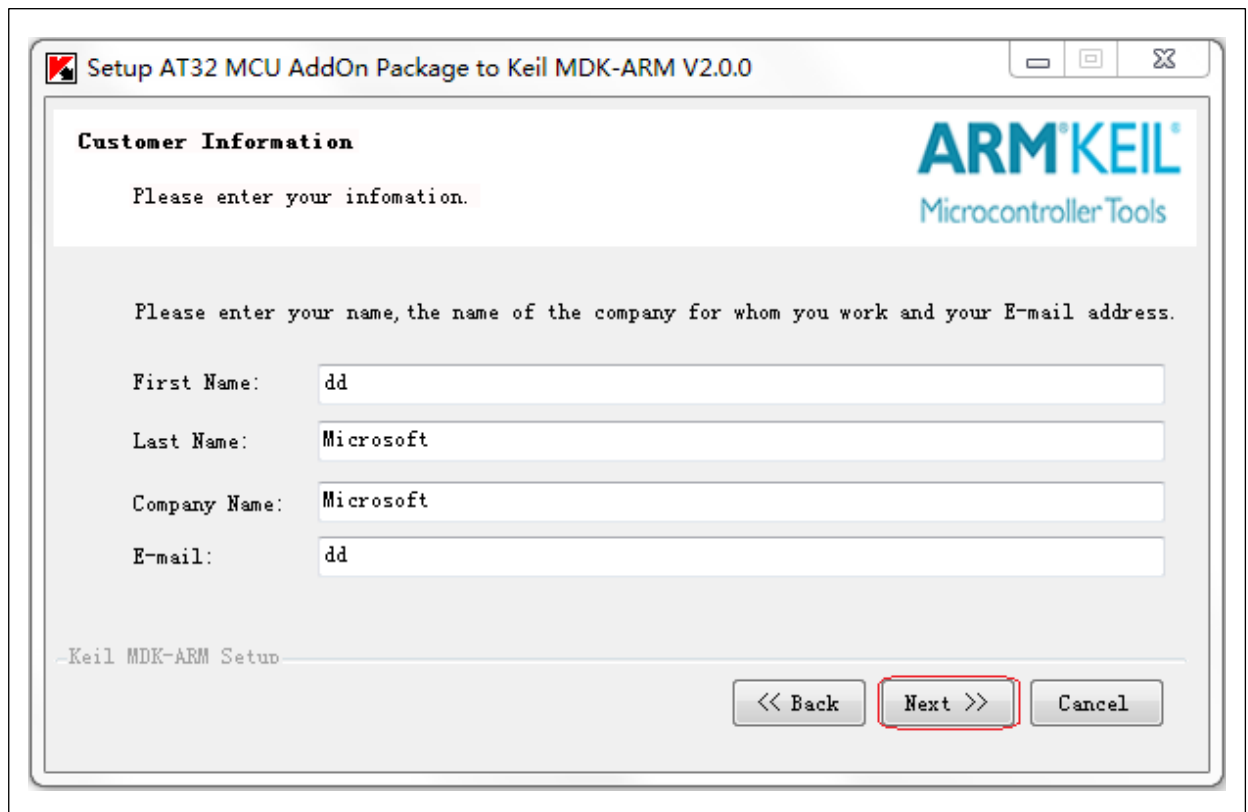 Setup AT32 MCU AddOn Package to Keil MDK-ARM V2.0.0
Customer Information
Please enter your infomation.
ARM®KEIL®
Microcontroller Tools
Please enter your name, the name of the company for whom you work and your E-mail address.
First Name: dd
Last Name: Microsoft
Company Name: Microsoft
E-mail: dd
Keil MDK-ARM Setup
<< Back Next >> Cancel